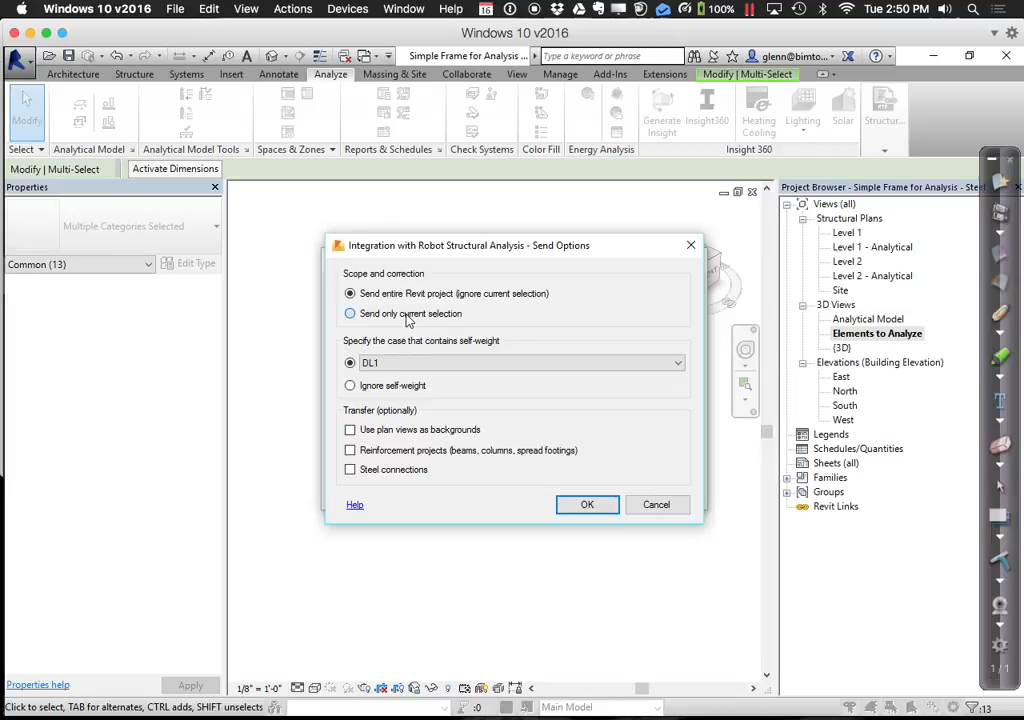 Windows 10 v2016 File Edit View Actions Devices Window Help 16 100% Tue 2:50 PM
Windows 10 v2016
Simple Frame for Analysis ... Type a keyword or phrase glenn@bimto...
Architecture Structure Systems Insert Annotate Analyze Massing & Site Collaborate View Manage Add-Ins Extensions Modify | Multi-Select
Modify Generate Insight Insight360 Heating Cooling Lighting Solar Structur...
Select Analytical Model Analytical Model Tools Spaces & Zones Reports & Schedules Check Systems Color Fill Energy Analysis Insight 360
Modify | Multi-Select Activate Dimensions
Properties
Multiple Categories Selected
Common (13) Edit Type
Properties help Apply
Integration with Robot Structural Analysis - Send Options
Scope and correction
Send entire Revit project (ignore current selection)
Send only current selection
Specify the case that contains self-weight
DL1
Ignore self-weight
Transfer (optionally)
Use plan views as backgrounds
Reinforcement projects (beams, columns, spread footings)
Steel connections
Help OK Cancel
Project Browser - Simple Frame for Analysis - Steel
Views (all)
Structural Plans
Level 1
Level 1 - Analytical
Level 2
Level 2 - Analytical
Site
3D Views
Analytical Model
Elements to Analyze
{3D}
Elevations (Building Elevation)
East
North
South
West
Legends
Schedules/Quantities
Sheets (all)
Families
Groups
Revit Links
1 / 1
1/8" = 1'-0"
Click to select, TAB for alternates, CTRL adds, SHIFT unselects :0 Main Model :13